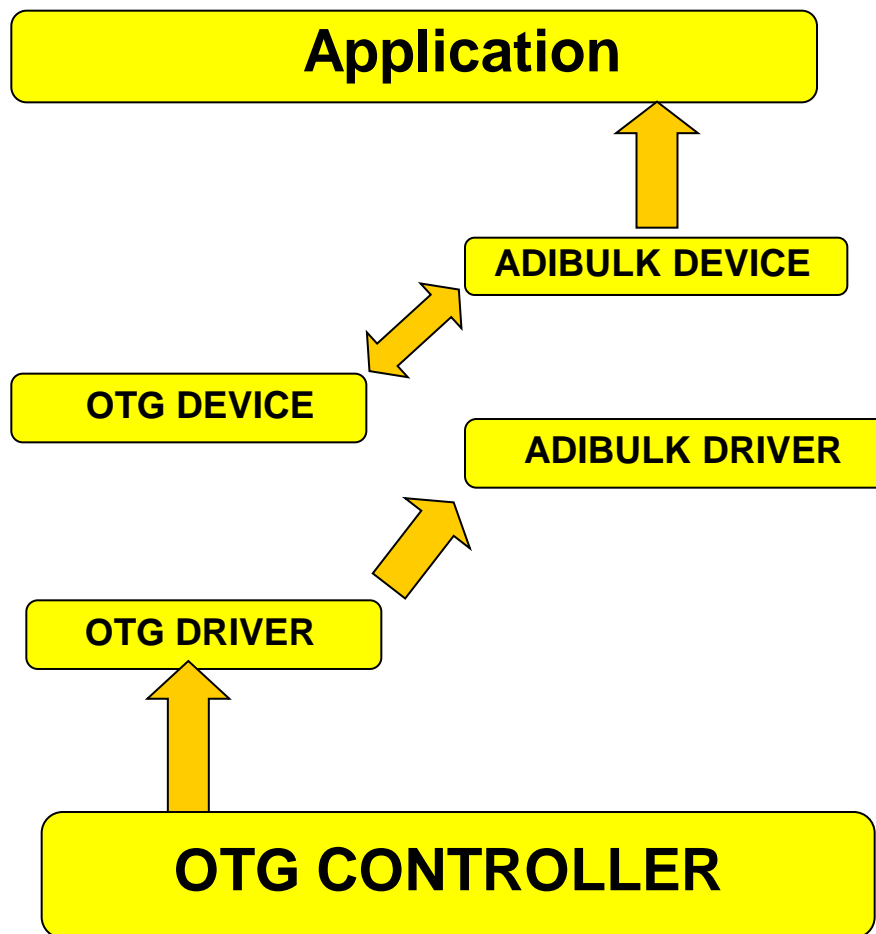 Application
ADIBULK DEVICE
OTG DEVICE
ADIBULK DRIVER
OTG DRIVER
OTG CONTROLLER